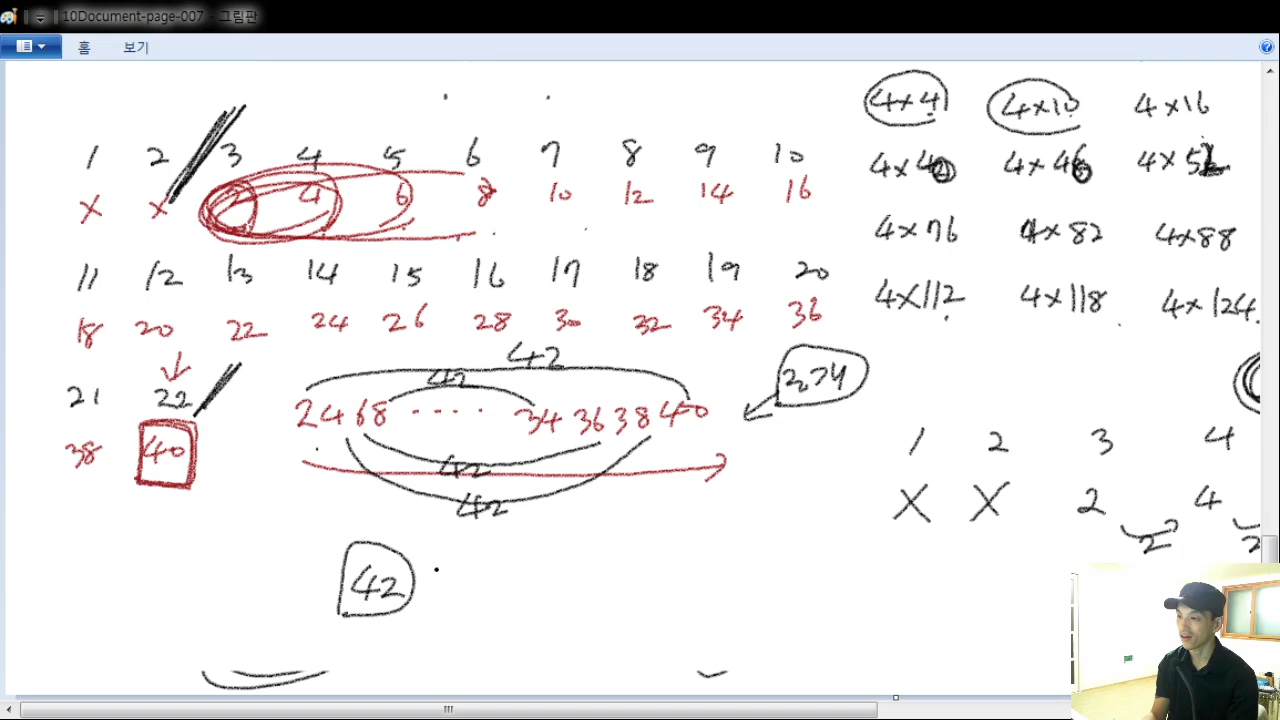 10Document-page-007 - 그림판
홈 보기
1 2 3 4 5 6 7 8 9 10
X X 4 6 8 10 12 14 16
11 12 13 14 15 16 17 18 19 20
18 20 22 24 26 28 30 32 34 36
21 22
38 40
42
42
2 4 6 8 ···· 34 36 38 40
42
42
42
4×4 4×10 4×16
4×40 4×46
4×76 4×82 4×88
4×112 4×118 4×124
1 2 3 4
X X 2 4
2 2